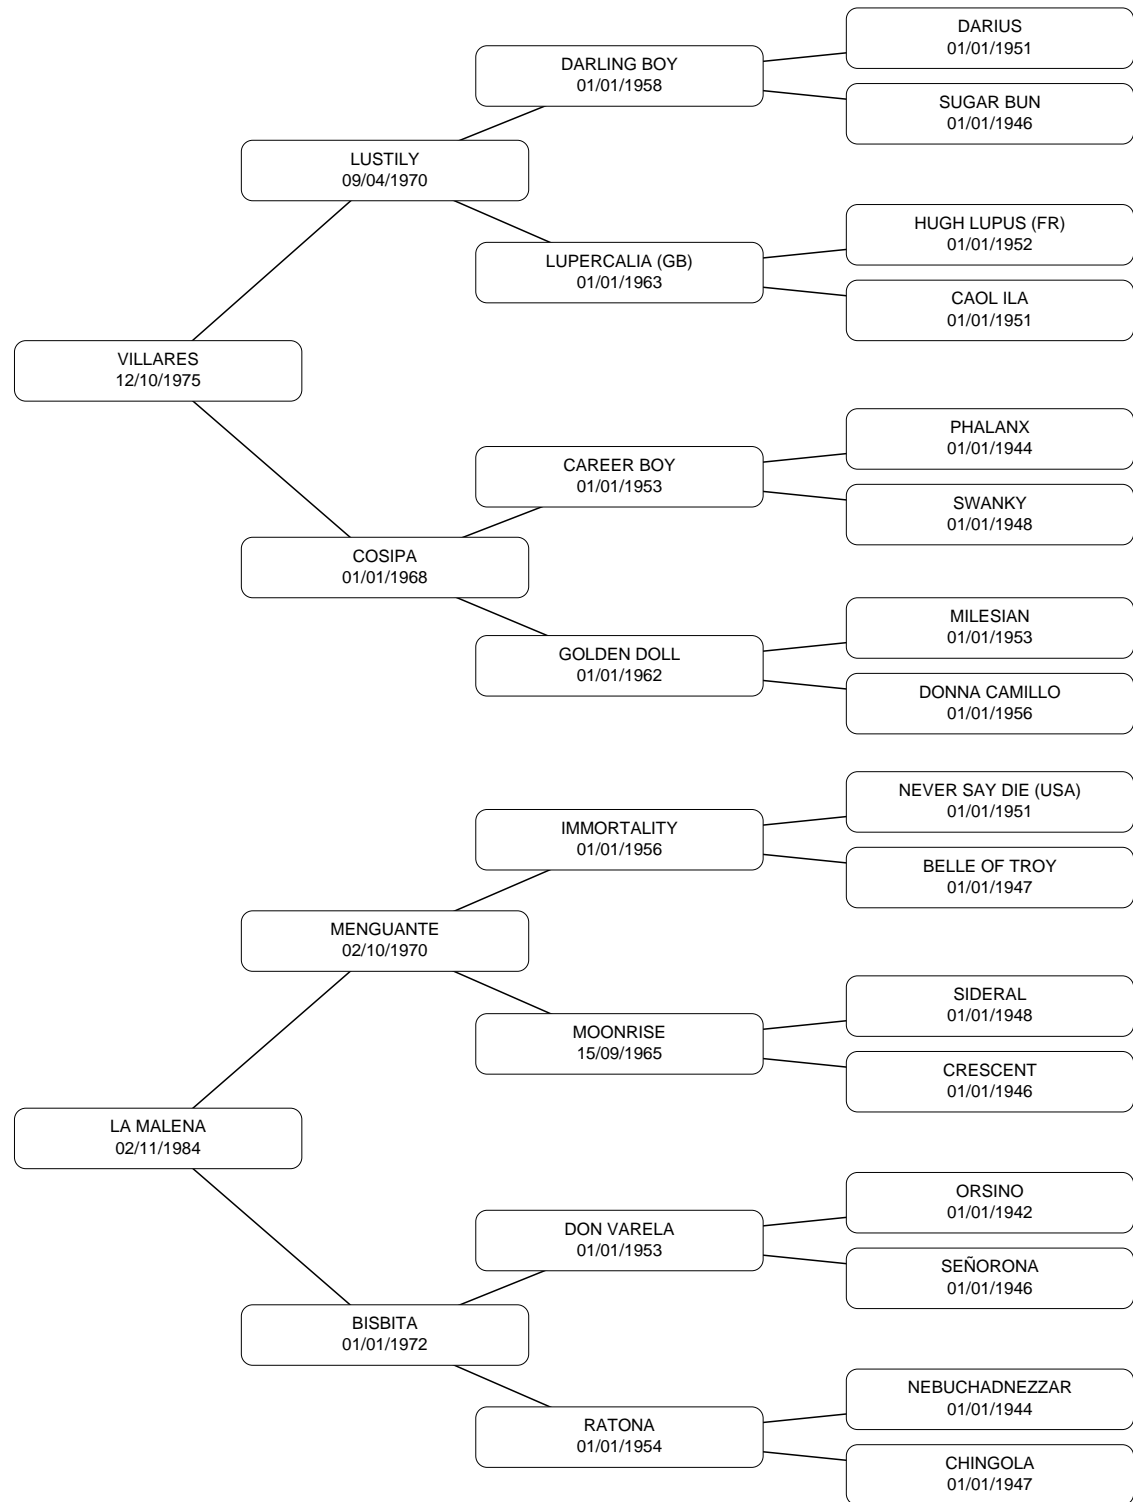 DARIUS
01/01/1951
DARLING BOY
01/01/1958
SUGAR BUN
01/01/1946
LUSTILY
09/04/1970
HUGH LUPUS (FR)
01/01/1952
LUPERCALIA (GB)
01/01/1963
CAOL ILA
01/01/1951
VILLARES
12/10/1975
PHALANX
01/01/1944
CAREER BOY
01/01/1953
SWANKY
01/01/1948
COSIPA
01/01/1968
MILESIAN
01/01/1953
GOLDEN DOLL
01/01/1962
DONNA CAMILLO
01/01/1956
NEVER SAY DIE (USA)
01/01/1951
IMMORTALITY
01/01/1956
BELLE OF TROY
01/01/1947
MENGUANTE
02/10/1970
SIDERAL
01/01/1948
MOONRISE
15/09/1965
CRESCENT
01/01/1946
LA MALENA
02/11/1984
ORSINO
01/01/1942
DON VARELA
01/01/1953
SEÑORONA
01/01/1946
BISBITA
01/01/1972
NEBUCHADNEZZAR
01/01/1944
RATONA
01/01/1954
CHINGOLA
01/01/1947